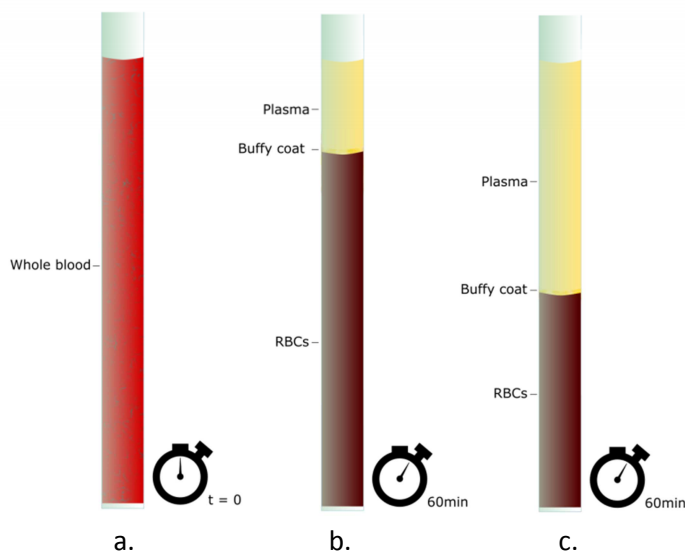 Whole blood
t = 0
a.
Plasma
Buffy coat
RBCs
60min
b.
Plasma
Buffy coat
RBCs
60min
c.